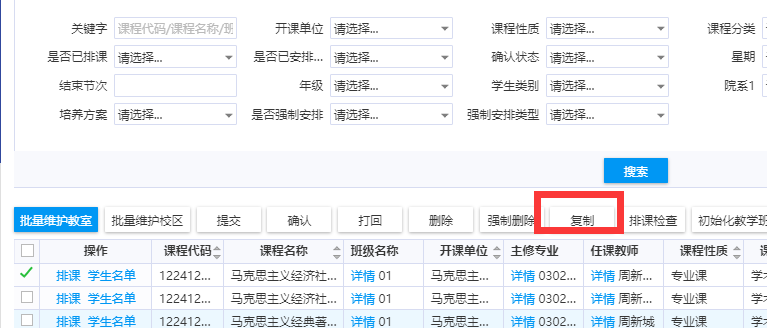 关键字 课程代码/课程名称/班 开课单位 请选择... 课程性质 请选择... 课程分类
是否已排课 请选择... 是否已安排... 请选择... 确认状态 请选择... 星期
结束节次 年级 请选择... 学生类别 请选择... 院系1
培养方案 请选择... 是否强制安排 请选择... 强制安排类型 请选择...
搜索
批量维护教室 批量维护校区 提交 确认 打回 删除 强制删除 复制 排课检查 初始化教学班
操作 课程代码 课程名称 班级名称 开课单位 主修专业 任课教师 课程性质 课程
排课 学生名单 122412... 马克思主义经济社... 详情 01 马克思主... 详情 0302... 详情 周新... 专业课 学术
排课 学生名单 122412... 马克思主义经济社... 详情 01 马克思主... 详情 0302... 详情 周新... 专业课
排课 学生名单 122412... 马克思主义经典著... 详情 01 马克思主... 详情 0302... 详情 周新城 专业课